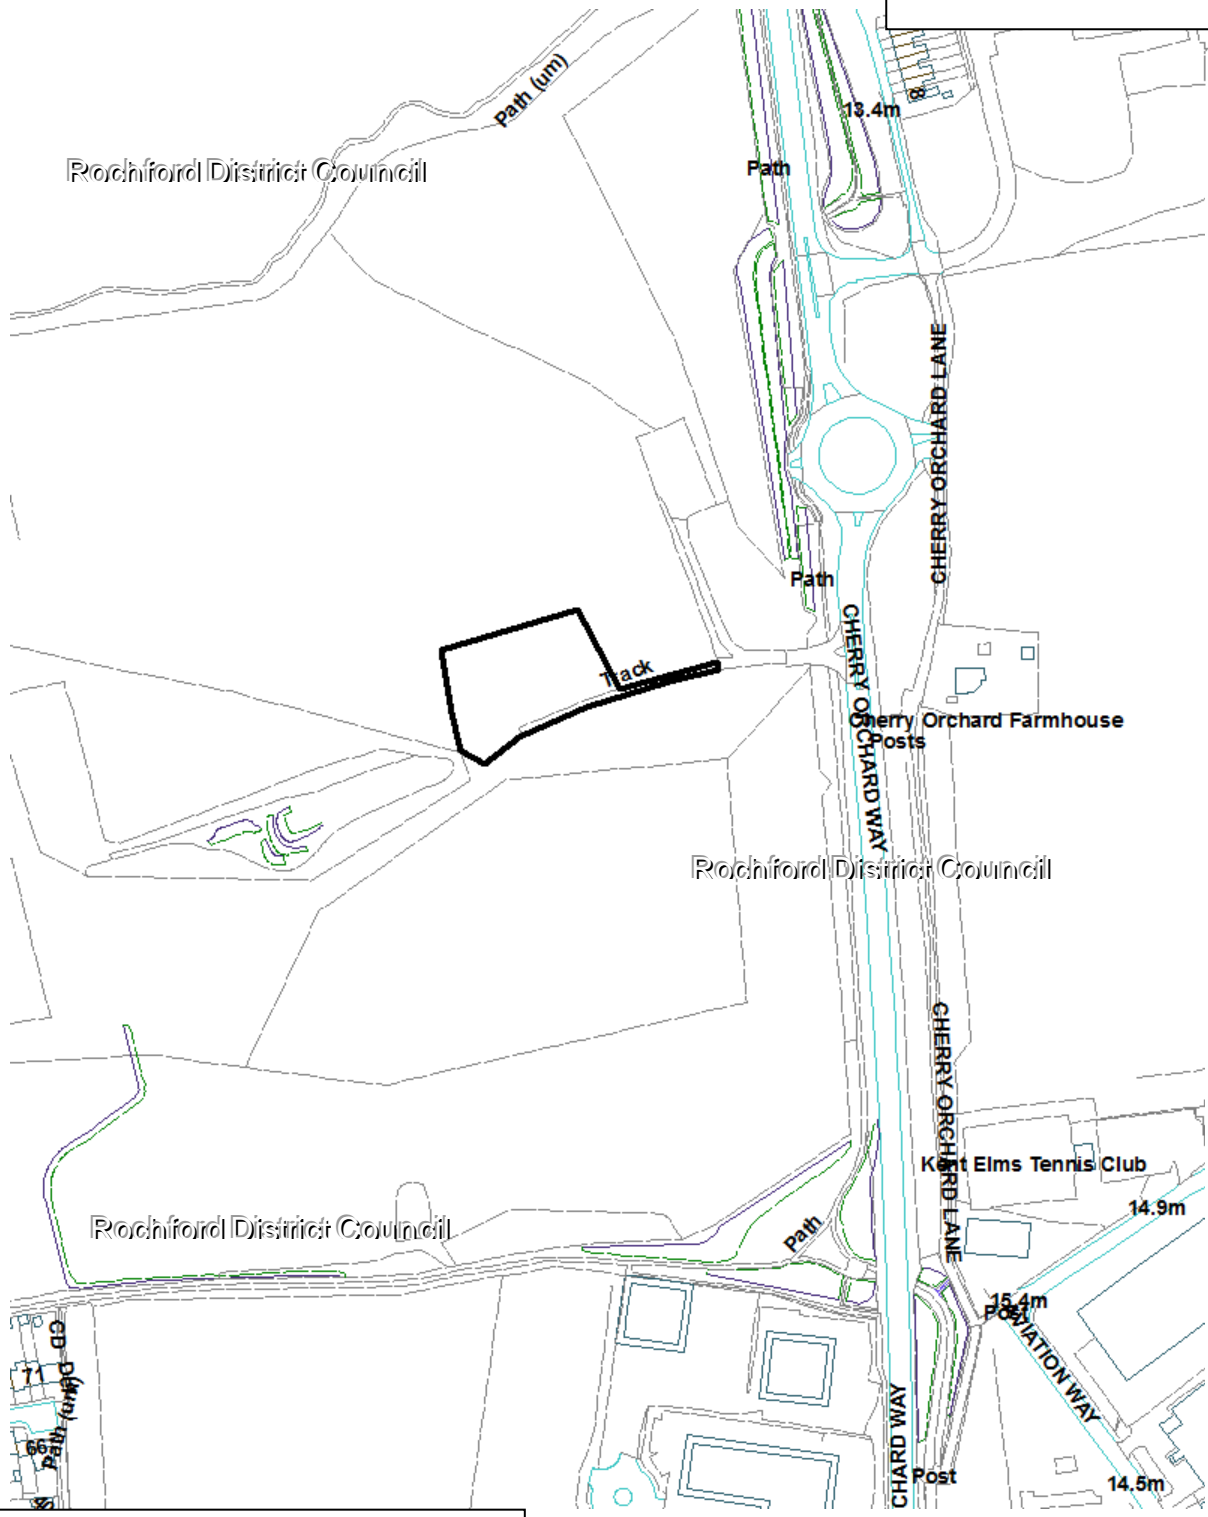 Path (um)
8
13.4m
Rochford District Council
Path
CHERRY ORCHARD LANE
Path
CHERRY ORCHARD WAY
Track
Cherry Orchard Farmhouse
Posts
Rochford District Council
CHERRY ORCHARD LANE
Kent Elms Tennis Club
14.9m
Rochford District Council
Path
15.4m
Post
AVIATION WAY
71
Path (um)
66
CHARD WAY
Post
14.5m